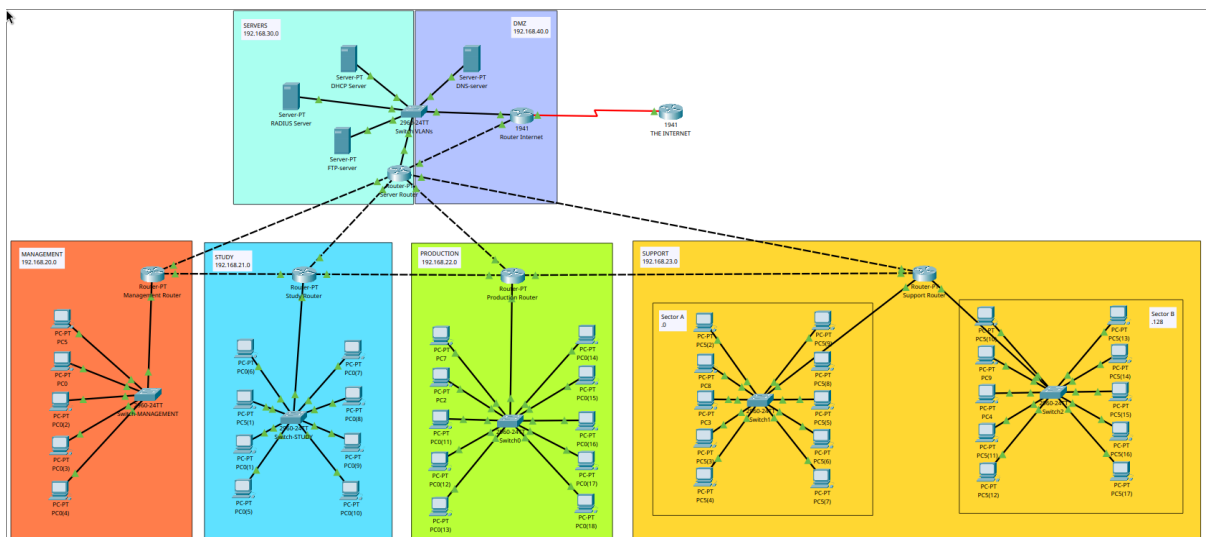 SERVERS
192.168.30.0
DMZ
192.168.40.0
Server-PT
DHCP Server
Server-PT
DNS-server
Server-PT
RADIUS Server
2960-24TT
Switch VLANs
1941
Router Internet
1941
THE INTERNET
Server-PT
FTP-server
Router-PT
Server Router
MANAGEMENT
192.168.20.0
Router-PT
Management Router
PC-PT
PC5
PC-PT
PC0
PC-PT
PC0(2)
PC-PT
PC0(3)
PC-PT
PC0(4)
2960-24TT
Switch-MANAGEMENT
STUDY
192.168.21.0
Router-PT
Study Router
PC-PT
PC0(6)
PC-PT
PC0(7)
PC-PT
PC5(1)
PC-PT
PC0(8)
2960-24TT
Switch-STUDY
PC-PT
PC0(1)
PC-PT
PC0(9)
PC-PT
PC0(5)
PC-PT
PC0(10)
PRODUCTION
192.168.22.0
Router-PT
Production Router
PC-PT
PC7
PC-PT
PC0(14)
PC-PT
PC2
PC-PT
PC0(15)
PC-PT
PC0(11)
2960-24TT
Switch0
PC-PT
PC0(16)
PC-PT
PC0(12)
PC-PT
PC0(17)
PC-PT
PC0(13)
PC-PT
PC0(18)
SUPPORT
192.168.23.0
Router-PT
Support Router
Sector A
.0
PC-PT
PC5(2)
PC-PT
PC5(9)
PC-PT
PC8
PC-PT
PC5(8)
PC-PT
PC3
2960-24TT
Switch1
PC-PT
PC5(5)
PC-PT
PC5(3)
PC-PT
PC5(6)
PC-PT
PC5(4)
PC-PT
PC5(7)
Sector B
.128
PC-PT
PC5(10)
PC-PT
PC5(13)
PC-PT
PC9
PC-PT
PC5(14)
PC-PT
PC4
2960-24TT
Switch2
PC-PT
PC5(15)
PC-PT
PC5(11)
PC-PT
PC5(16)
PC-PT
PC5(12)
PC-PT
PC5(17)